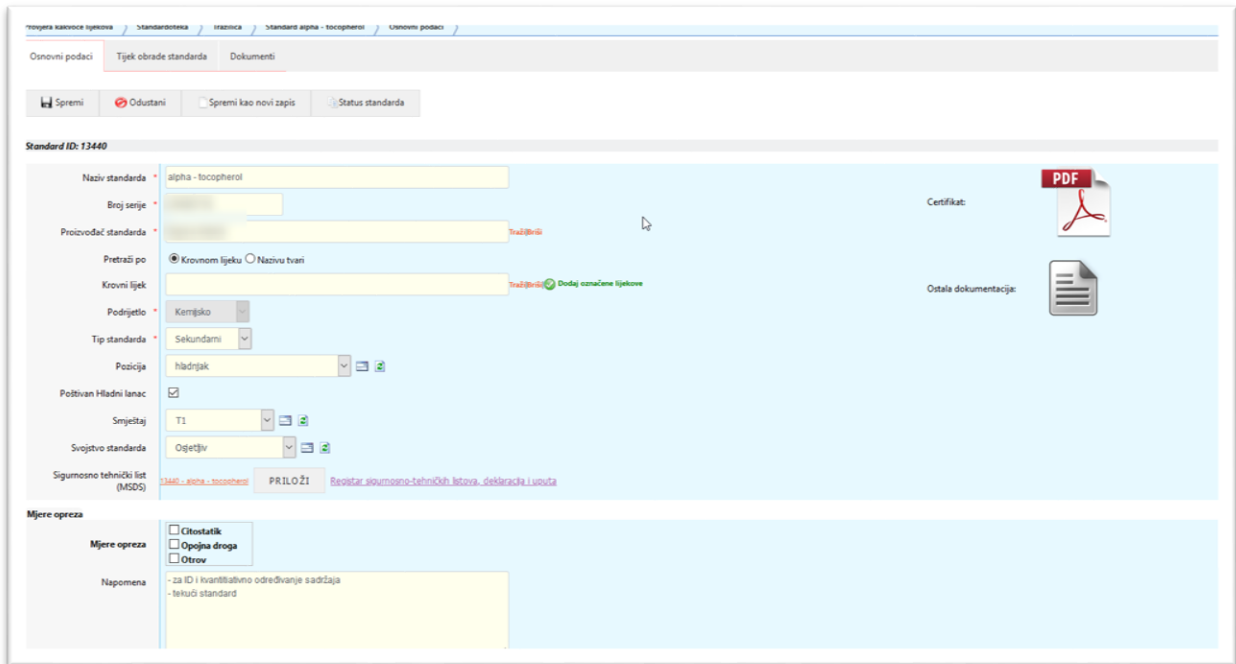 Provjera kakvoće lijekova Standardoteka Tražilica Standard alpha - tocopherol Osnovni podaci
Osnovni podaci Tijek obrade standarda Dokumenti
Spremi Odustani Spremi kao novi zapis Status standarda
Standard ID: 13440
Naziv standarda * alpha - tocopherol
Broj serije *
Proizvođač standarda * Traži|Briši
Pretraži po Krovnom lijeku Nazivu tvari
Krovni lijek Traži|Briši| Dodaj označene lijekove
Podrijetlo * Kemijsko
Tip standarda * Sekundarni
Pozicija hladnjak
Poštivan Hladni lanac
Smještaj T1
Svojstvo standarda Osjetljiv
Sigurnosno tehnički list
(MSDS) 13440 - alpha - tocopherol PRILOŽI Registar sigurnosno-tehničkih listova, deklaracija i uputa
Certifikat: PDF
Ostala dokumentacija:
Mjere opreza
Mjere opreza
Citostatik
Opojna droga
Otrov
Napomena
- za ID i kvantitiativno određivanje sadržaja
- tekući standard